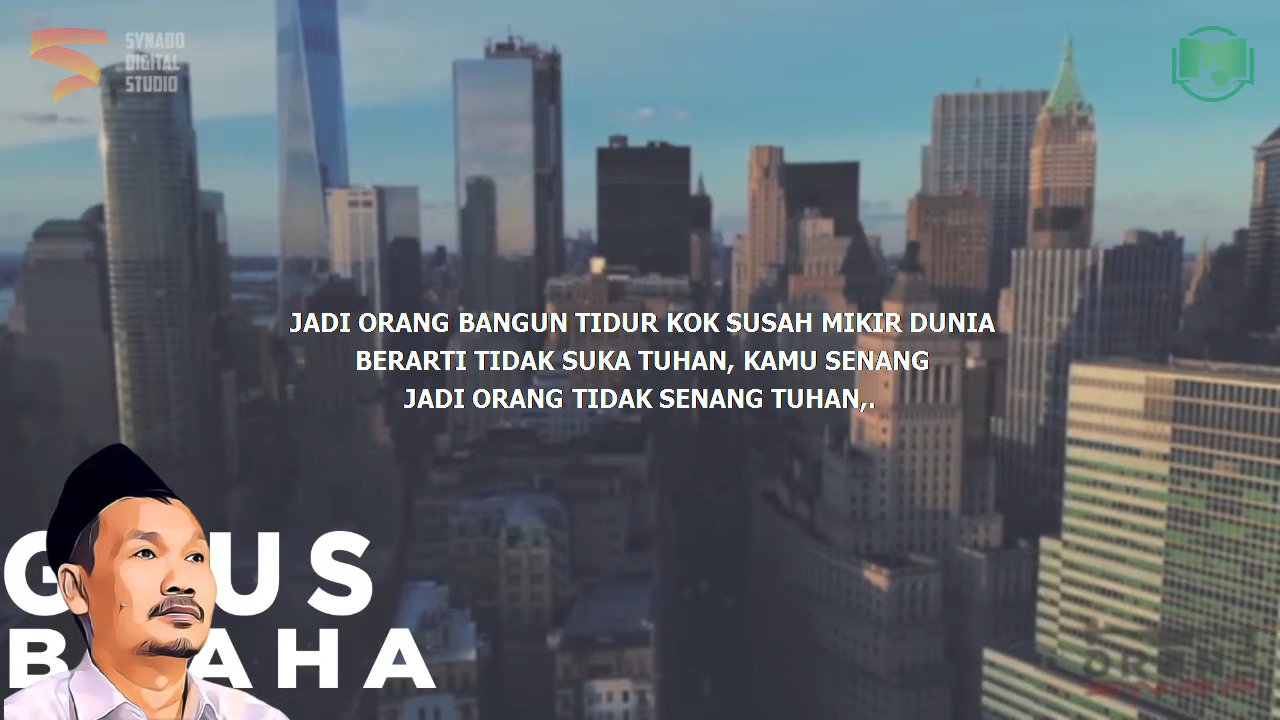 SYNADO
DIGITAL
STUDIO
JADI ORANG BANGUN TIDUR KOK SUSAH MIKIR DUNIA
BERARTI TIDAK SUKA TUHAN, KAMU SENANG
JADI ORANG TIDAK SENANG TUHAN,.
GUS
BAHA